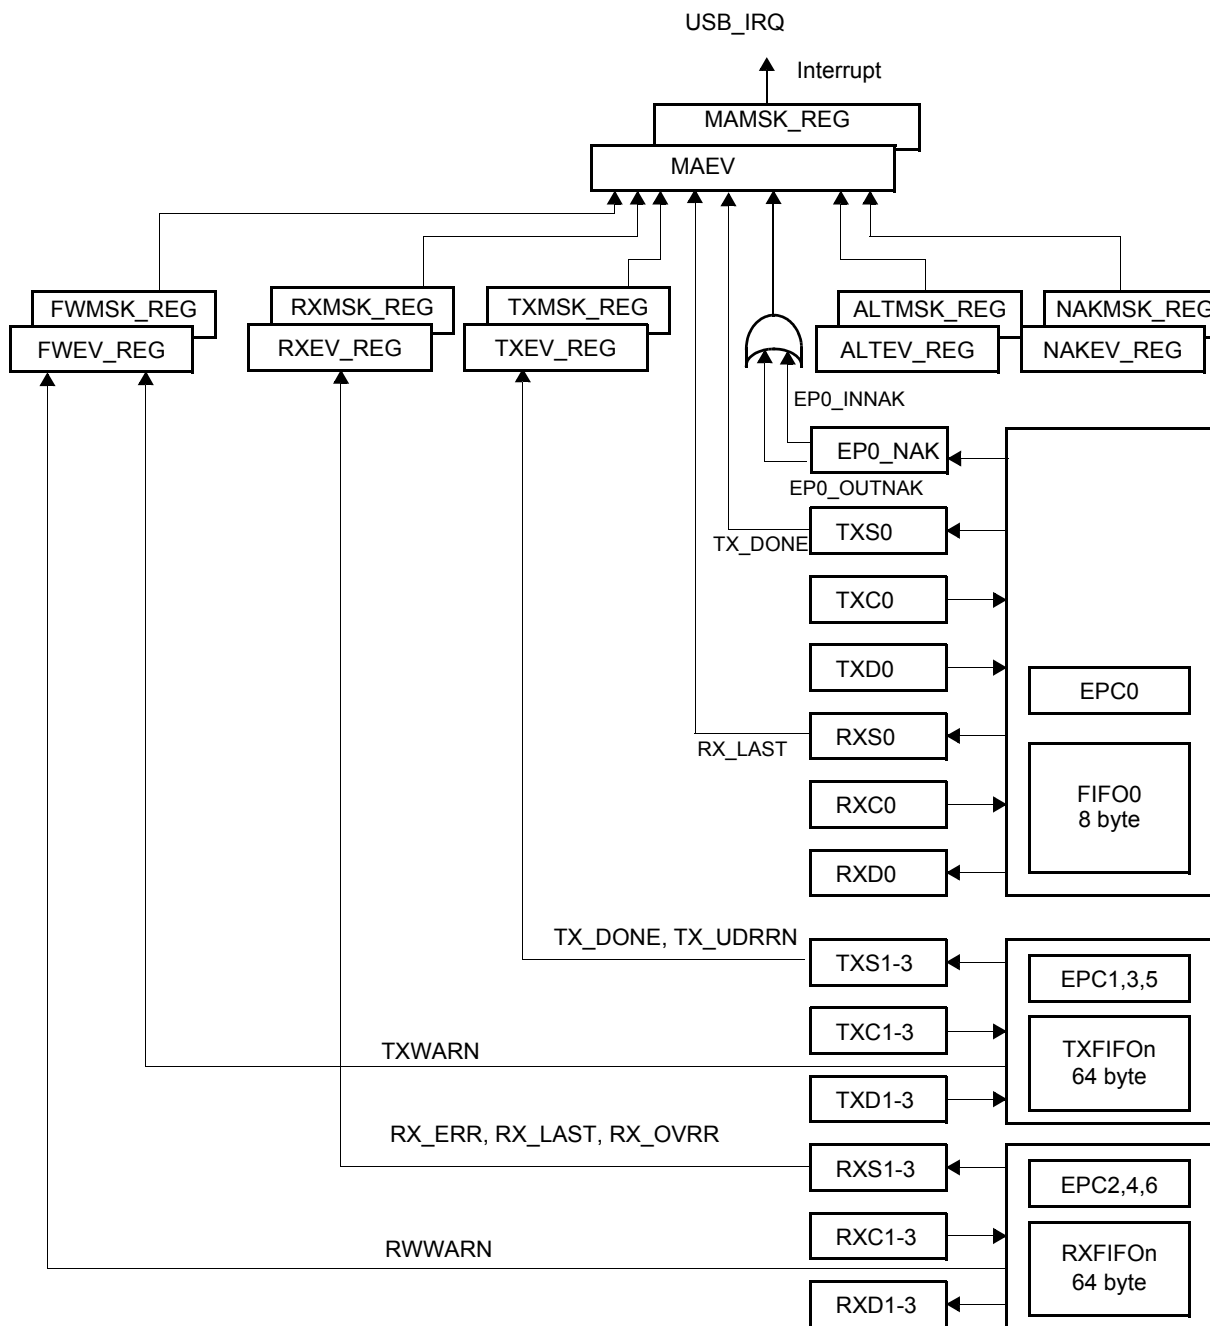 USB_IRQ
Interrupt
MAMSK_REG
MAEV
FWMSK_REG
RXMSK_REG
TXMSK_REG
ALTMSK_REG
NAKMSK_REG
FWEV_REG
RXEV_REG
TXEV_REG
ALTEV_REG
NAKEV_REG
EP0_INNAK
EP0_NAK
EP0_OUTNAK
TXS0
TX_DONE
TXC0
TXD0
EPC0
RXS0
RX_LAST
FIFO0
8 byte
RXC0
RXD0
TX_DONE, TX_UDRRN
TXS1-3
EPC1,3,5
TXC1-3
TXWARN
TXFIFOn
64 byte
TXD1-3
RX_ERR, RX_LAST, RX_OVRR
RXS1-3
EPC2,4,6
RXC1-3
RWWARN
RXFIFOn
64 byte
RXD1-3